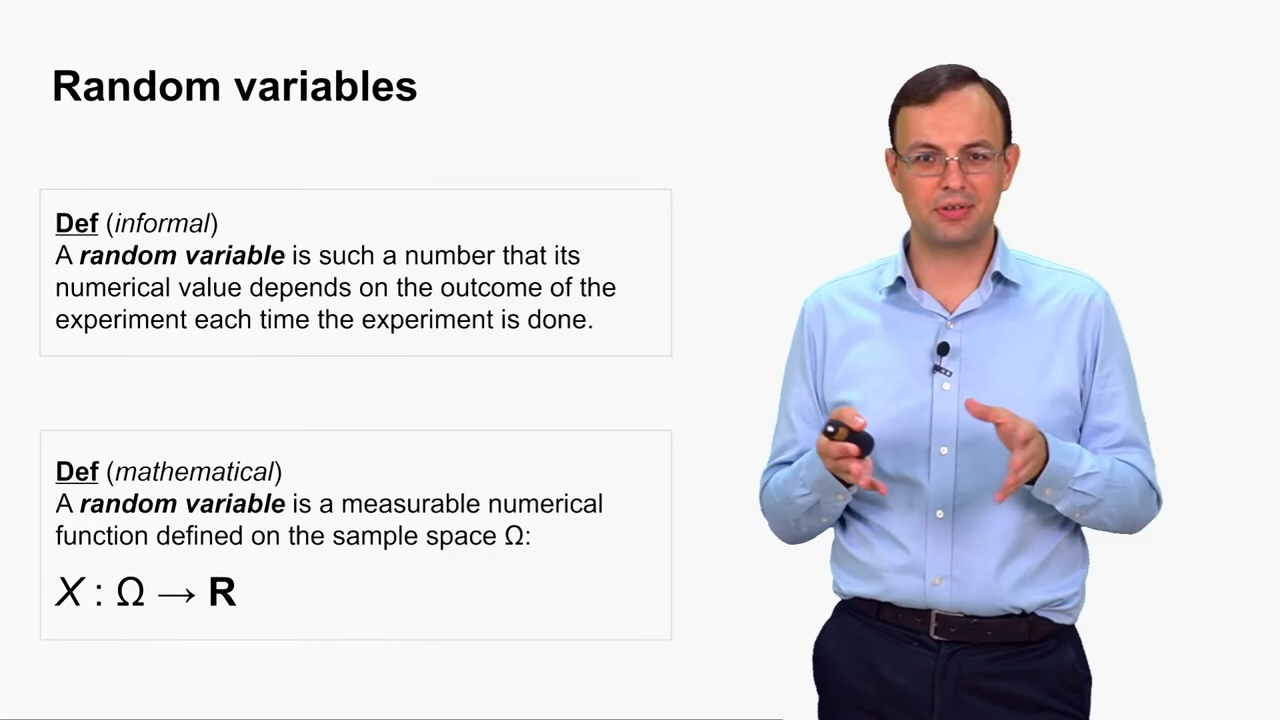 Random variables
Def (informal)
A random variable is such a number that its
numerical value depends on the outcome of the
experiment each time the experiment is done.
Def (mathematical)
A random variable is a measurable numerical
function defined on the sample space Ω:
X : Ω → R